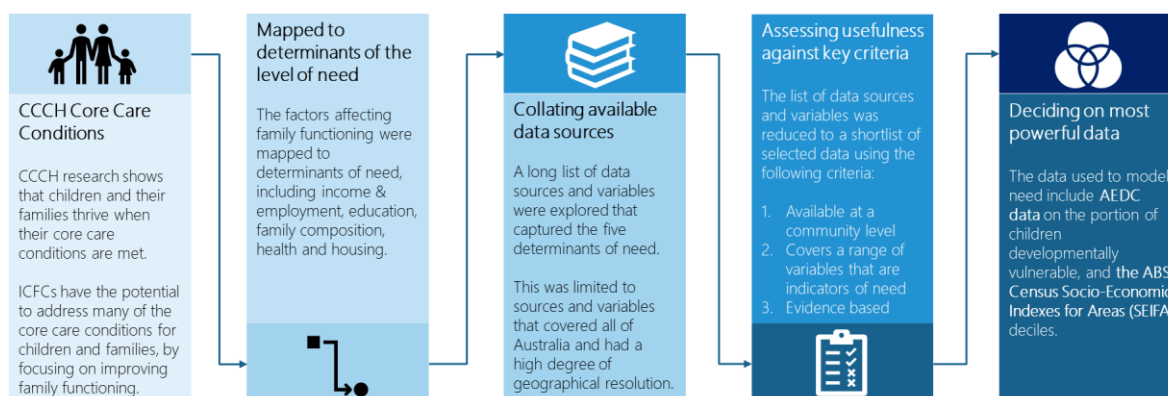 CCCH Core Care
Conditions
CCCH research shows
that children and their
families thrive when
their core care
conditions are met.
ICFCs have the potential
to address many of the
core care conditions for
children and families, by
focusing on improving
family functioning.
Mapped to
determinants of the
level of need
The factors affecting
family functioning were
mapped to
determinants of need,
including income &
employment, education,
family composition,
health and housing.
Collating available
data sources
A long list of data
sources and variables
were explored that
captured the five
determinants of need.
This was limited to
sources and variables
that covered all of
Australia and had a
high degree of
geographical resolution.
Assessing usefulness
against key criteria
The list of data sources
and variables was
reduced to a shortlist of
selected data using the
following criteria:
1. Available at a
community level
2. Covers a range of
variables that are
indicators of need
3. Evidence based
Deciding on most
powerful data
The data used to model
need include AEDC
data on the portion of
children
developmentally
vulnerable, and the ABS
Census Socio-Economic
Indexes for Areas (SEIFA)
deciles.